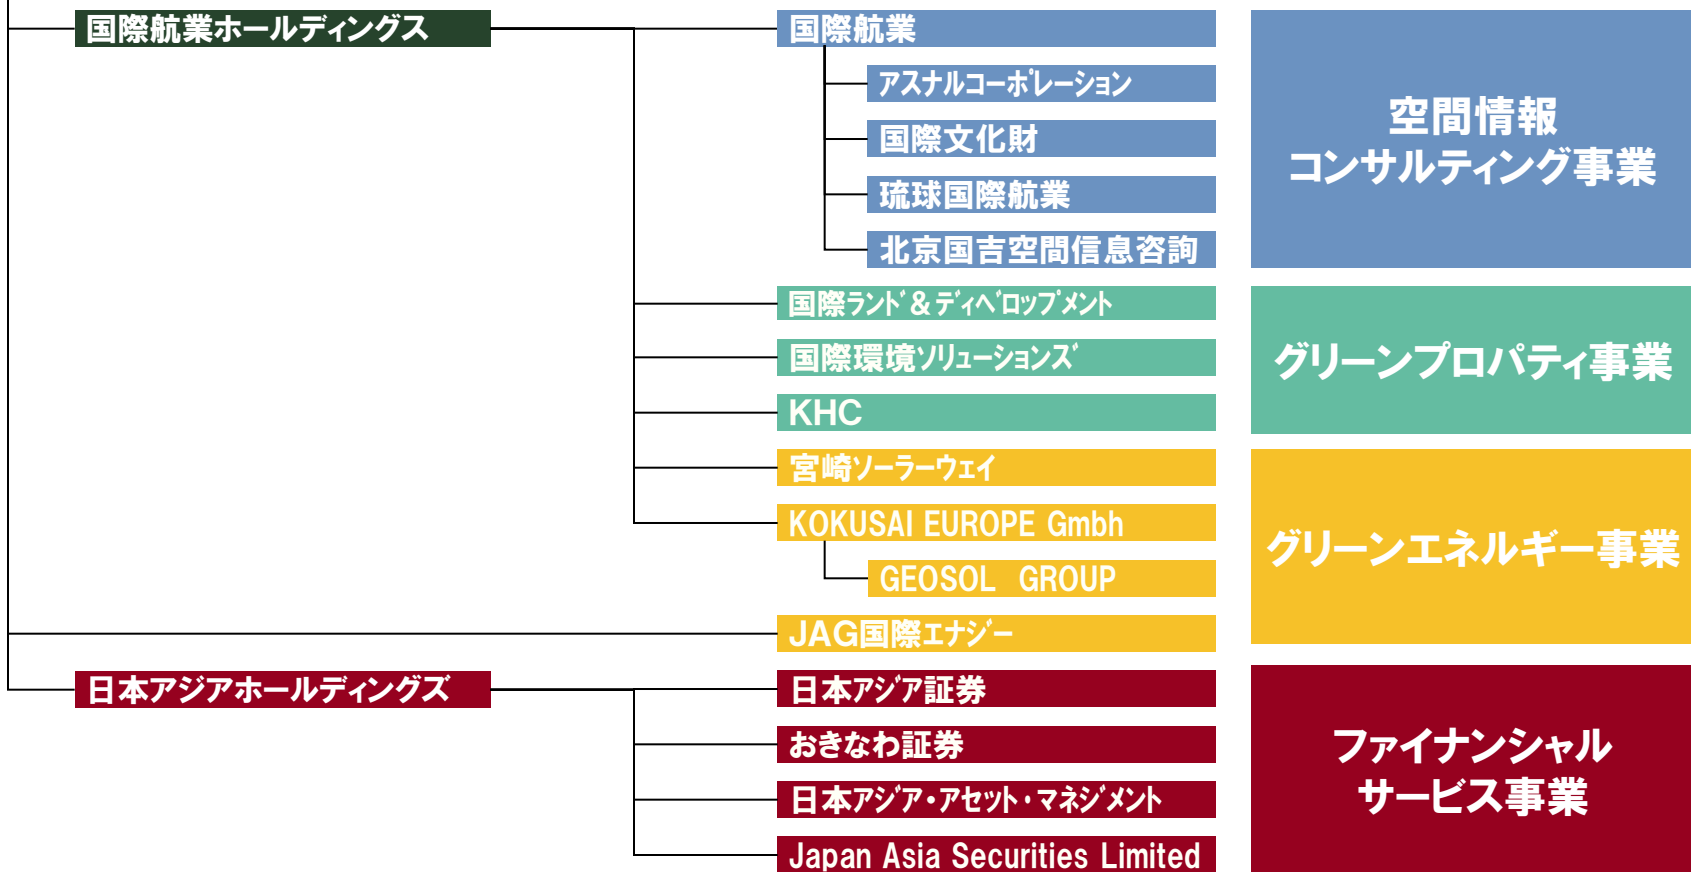 国際航業ホールディングス
国際航業
アスナルコーポレーション
国際文化財
琉球国際航業
北京国吉空間信息咨詢
空間情報
コンサルティング事業
国際ランド&ディベロップメント
国際環境ソリューションズ
KHC
グリーンプロパティ事業
宮崎ソーラーウェイ
KOKUSAI EUROPE Gmbh
GEOSOL GROUP
JAG国際エナジー
グリーンエネルギー事業
日本アジアホールディングズ
日本アジア証券
おきなわ証券
日本アジア・アセット・マネジメント
Japan Asia Securities Limited
ファイナンシャル
サービス事業